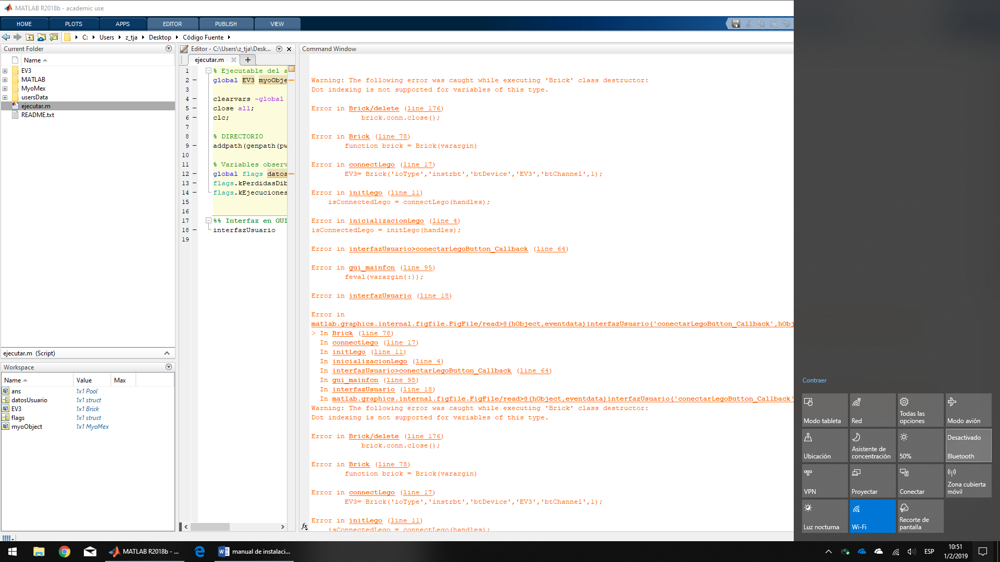 MATLAB R2018b - academic use
HOME PLOTS APPS EDITOR PUBLISH VIEW
C: Users z_tja Desktop Código Fuente
Current Folder
Name
EV3
MATLAB
MyoMex
usersData
ejecutar.m
README.txt
ejecutar.m (Script)
Workspace
Name Value Max
ans 1x1 Pool
datosUsuario 1x1 struct
EV3 1x1 Brick
flags 1x1 struct
myoObject 1x1 MyoMex
Editor - C:\Users\z_tja\Desk...
ejecutar.m
1 % Ejecutable del a
2 global EV3 myoObje
3
4 clearvars -global
5 close all;
6 clc;
7
8 % DIRECTORIO
9 addpath(genpath(pw
10
11 % Variables observ
12 global flags datos
13 flags.kPerdidasDib
14 flags.kEjecuciones
15
16
17 %% Interfaz en GUI
18 interfazUsuario
19
Command Window
Warning: The following error was caught while executing 'Brick' class destructor:
Dot indexing is not supported for variables of this type.
Error in Brick/delete (line 176)
brick.conn.close();
Error in Brick (line 78)
function brick = Brick(varargin)
Error in connectLego (line 17)
EV3= Brick('ioType','instrbt','btDevice','EV3','btChannel',1);
Error in initLego (line 11)
isConnectedLego = connectLego(handles);
Error in inicializacionLego (line 4)
isConnectedLego = initLego(handles);
Error in interfazUsuario>conectarLegoButton_Callback (line 64)
Error in gui_mainfcn (line 95)
feval(varargin{:});
Error in interfazUsuario (line 18)
Error in
matlab.graphics.internal.figfile.FigFile/read>@(hObject,eventdata)interfazUsuario('conectarLegoButton_Callback',hObj
> In Brick (line 78)
In connectLego (line 17)
In initLego (line 11)
In inicializacionLego (line 4)
In interfazUsuario>conectarLegoButton_Callback (line 64)
In gui_mainfcn (line 95)
In interfazUsuario (line 18)
In matlab.graphics.internal.figfile.FigFile/read>@(hObject,eventdata)interfazUsuario('conectarLegoButton_Callback'
Warning: The following error was caught while executing 'Brick' class destructor:
Dot indexing is not supported for variables of this type.
Error in Brick/delete (line 176)
brick.conn.close();
Error in Brick (line 78)
function brick = Brick(varargin)
Error in connectLego (line 17)
EV3= Brick('ioType','instrbt','btDevice','EV3','btChannel',1);
Error in initLego (line 11)
isConnectedLego = connectLego(handles);
fx
Contraer
Modo tableta
Red
Todas las
opciones
Modo avión
Ubicación
Asistente de
concentración
50%
Desactivado
Bluetooth
VPN
Proyectar
Conectar
Zona cubierta
móvil
Luz nocturna
Wi-Fi
Recorte de
pantalla
MATLAB R2018b - ...
manual de instalaci...
ESP
10:51
1/2/2019